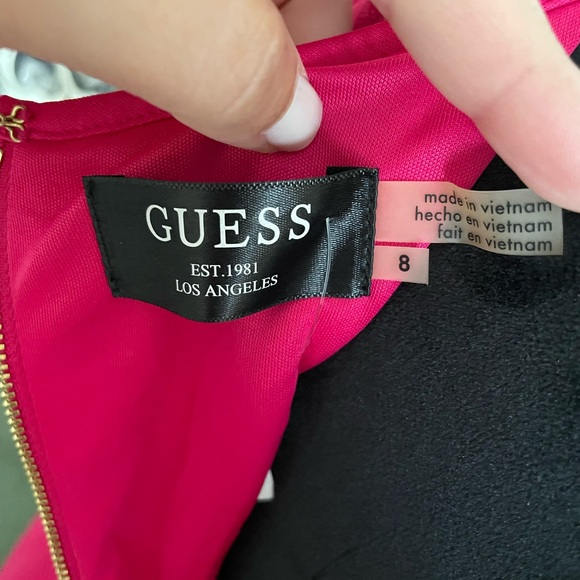 GUESS
EST.1981
LOS ANGELES
made in vietnam
hecho en vietnam
fait en vietnam
8